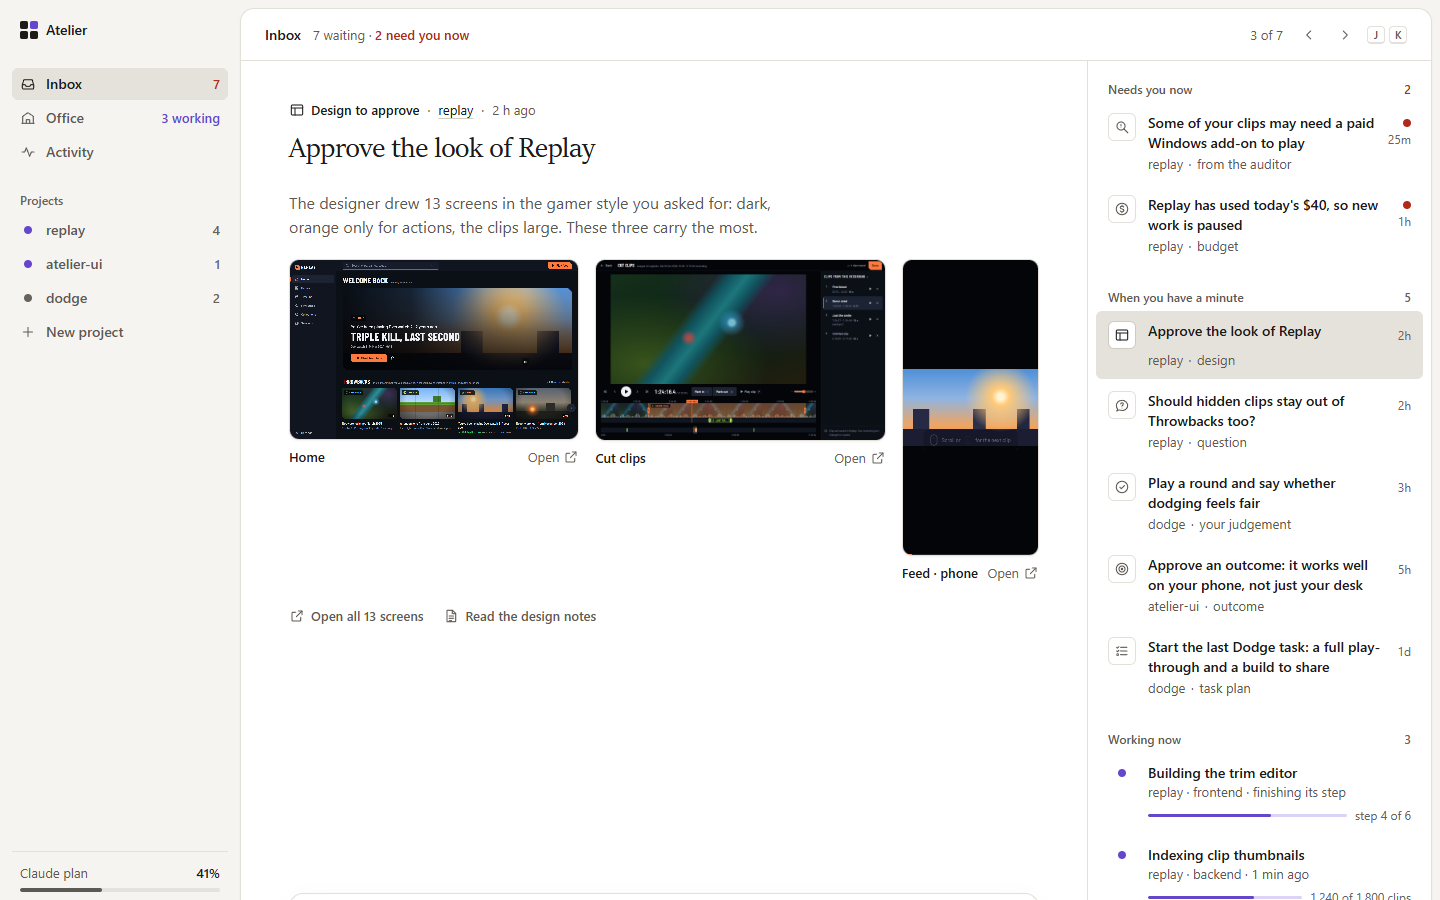 Atelier
Inbox 7
Office 3 working
Activity
Projects
replay 4
atelier-ui 1
dodge 2
New project
Claude plan 41%
Inbox 7 waiting · 2 need you now
3 of 7 J K
Design to approve · replay · 2 h ago
Approve the look of Replay
The designer drew 13 screens in the gamer style you asked for: dark,
orange only for actions, the clips large. These three carry the most.
WELCOME BACK
TRIPLE KILL, LAST SECOND
CUT CLIPS
Home Open
Cut clips Open
Feed · phone Open
Open all 13 screens Read the design notes
Needs you now 2
Some of your clips may need a paid
Windows add-on to play
25m
replay · from the auditor
Replay has used today's $40, so new
work is paused
1h
replay · budget
When you have a minute 5
Approve the look of Replay 2h
replay · design
Should hidden clips stay out of
Throwbacks too?
2h
replay · question
Play a round and say whether
dodging feels fair
3h
dodge · your judgement
Approve an outcome: it works well
on your phone, not just your desk
5h
atelier-ui · outcome
Start the last Dodge task: a full play-
through and a build to share
1d
dodge · task plan
Working now 3
Building the trim editor
replay · frontend · finishing its step
step 4 of 6
Indexing clip thumbnails
replay · backend · 1 min ago
1,240 of 1,800 clips